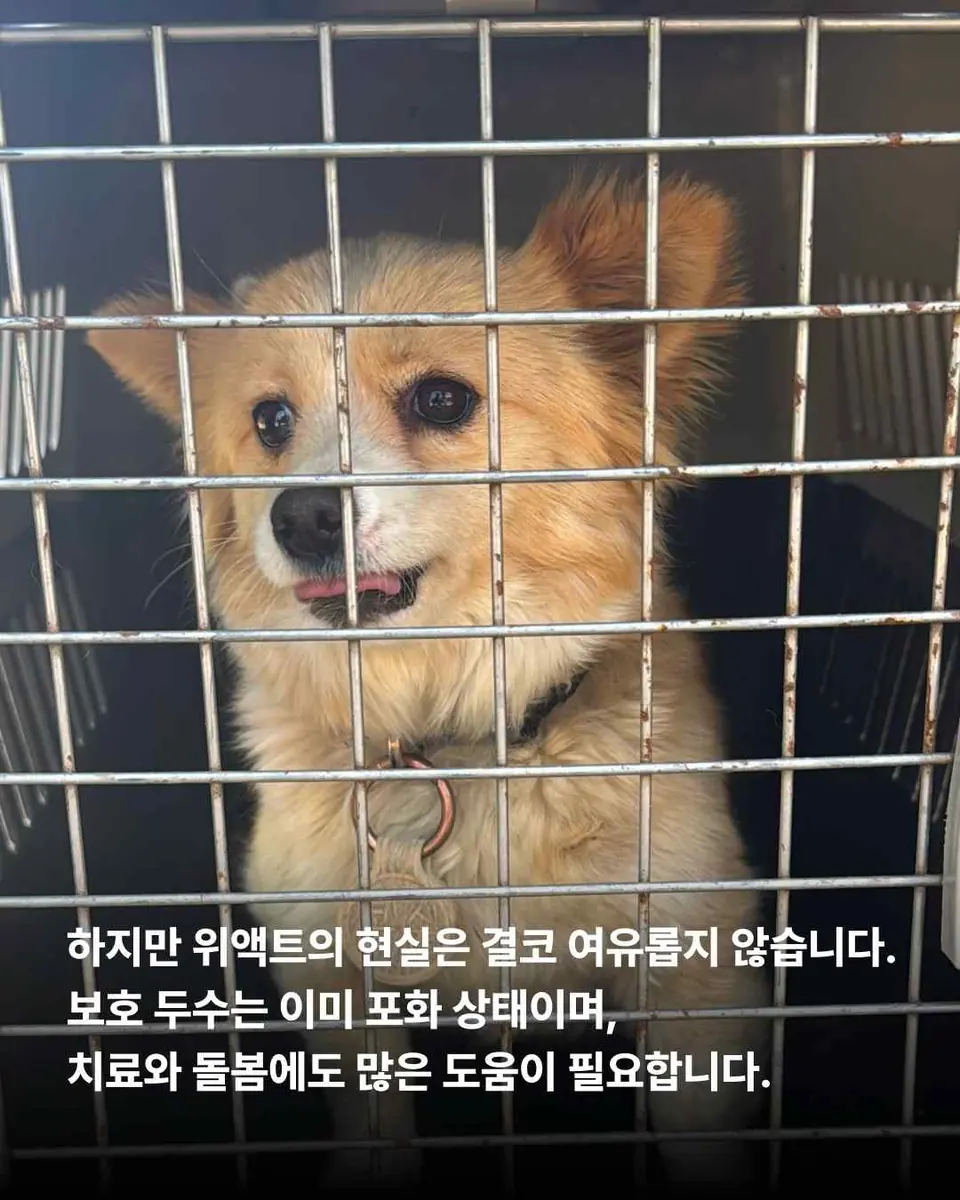 하지만 위액트의 현실은 결코 여유롭지 않습니다.
보호 두수는 이미 포화 상태이며,
치료와 돌봄에도 많은 도움이 필요합니다.